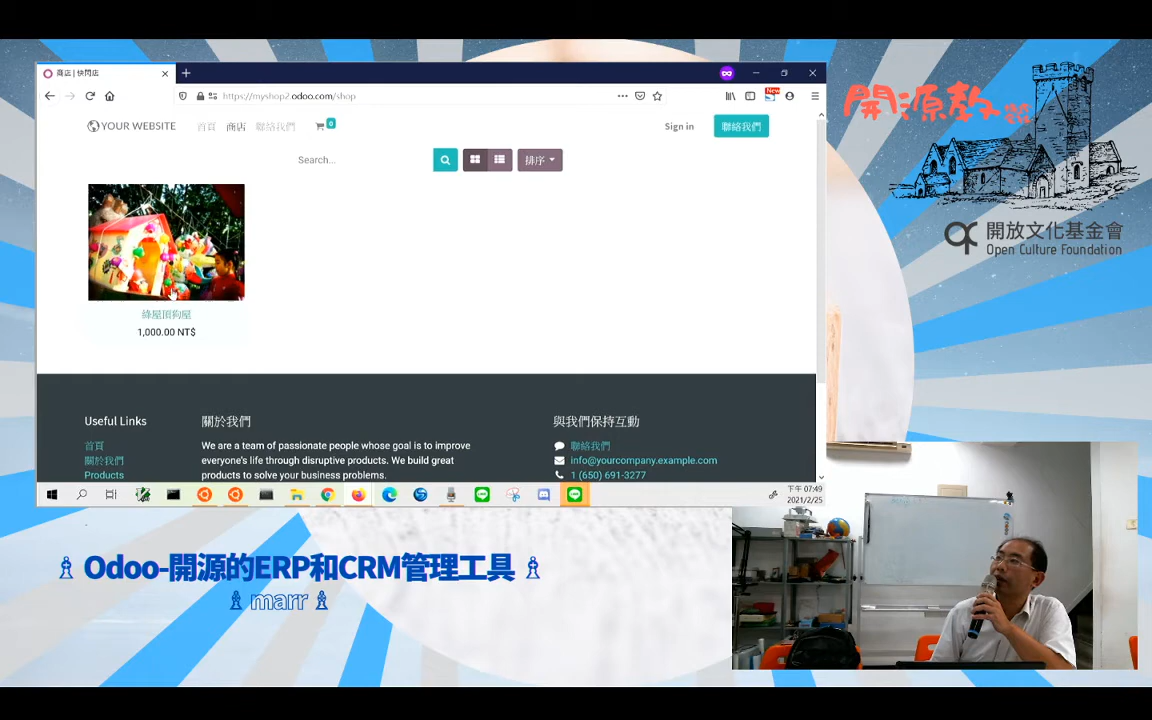 商店 | 快閃店
https://myshop2.odoo.com/shop
New
YOUR WEBSITE
首頁 商店 聯絡我們
0
Sign in
聯絡我們
Search...
排序
綠屋頂狗屋
1,000.00 NT$
Useful Links
首頁
關於我們
Products
關於我們
We are a team of passionate people whose goal is to improve
everyone's life through disruptive products. We build great
products to solve your business problems.
與我們保持互動
聯絡我們
info@yourcompany.example.com
1 (650) 691-3277
下午 07:49
2021/2/25
開源教
開放文化基金會
Open Culture Foundation
Odoo-開源的ERP和CRM管理工具
marr